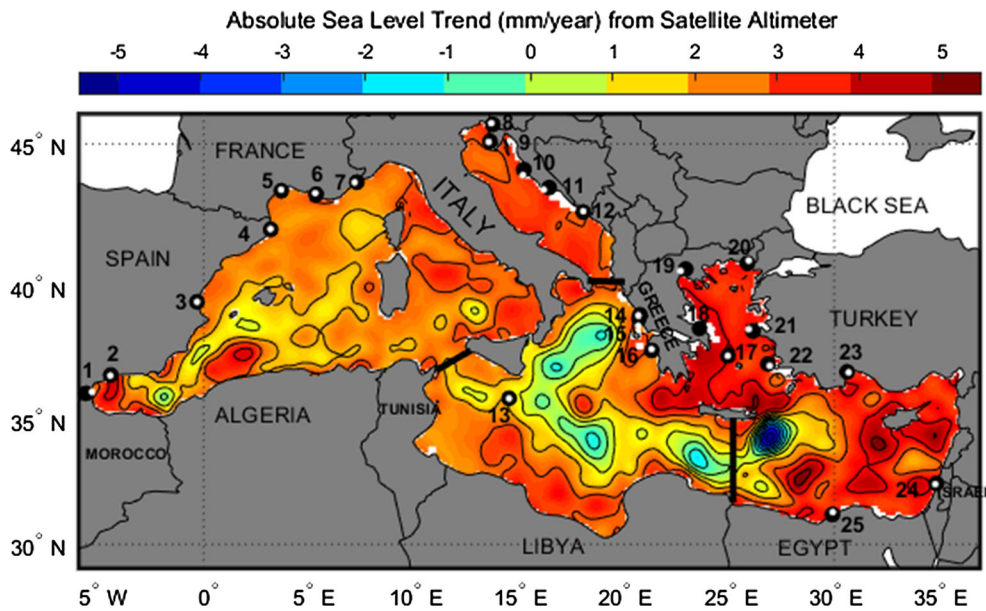 Absolute Sea Level Trend (mm/year) from Satellite Altimeter
-5 -4 -3 -2 -1 0 1 2 3 4 5
45° N
FRANCE
8
9
10
11
12
5
6
7
4
ITALY
BLACK SEA
SPAIN
40° N
3
19
20
GREECE
14
15
16
18
17
21
22
23
TURKEY
1
2
35° N
ALGERIA
TUNISIA
13
MOROCCO
24
ISRAEL
25
30° N
LIBYA
EGYPT
5° W 0° 5° E 10° E 15° E 20° E 25° E 30° E 35° E